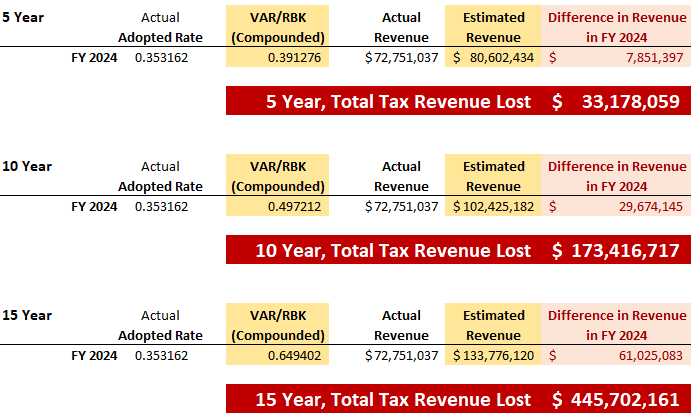 5 Year Actual VAR/RBK Actual Estimated Difference in Revenue
Adopted Rate (Compounded) Revenue Revenue in FY 2024
FY 2024 0.353162 0.391276 $72,751,037 $ 80,602,434 $ 7,851,397
5 Year, Total Tax Revenue Lost $ 33,178,059
10 Year Actual VAR/RBK Actual Estimated Difference in Revenue
Adopted Rate (Compounded) Revenue Revenue in FY 2024
FY 2024 0.353162 0.497212 $72,751,037 $ 102,425,182 $ 29,674,145
10 Year, Total Tax Revenue Lost $ 173,416,717
15 Year Actual VAR/RBK Actual Estimated Difference in Revenue
Adopted Rate (Compounded) Revenue Revenue in FY 2024
FY 2024 0.353162 0.649402 $72,751,037 $ 133,776,120 $ 61,025,083
15 Year, Total Tax Revenue Lost $ 445,702,161